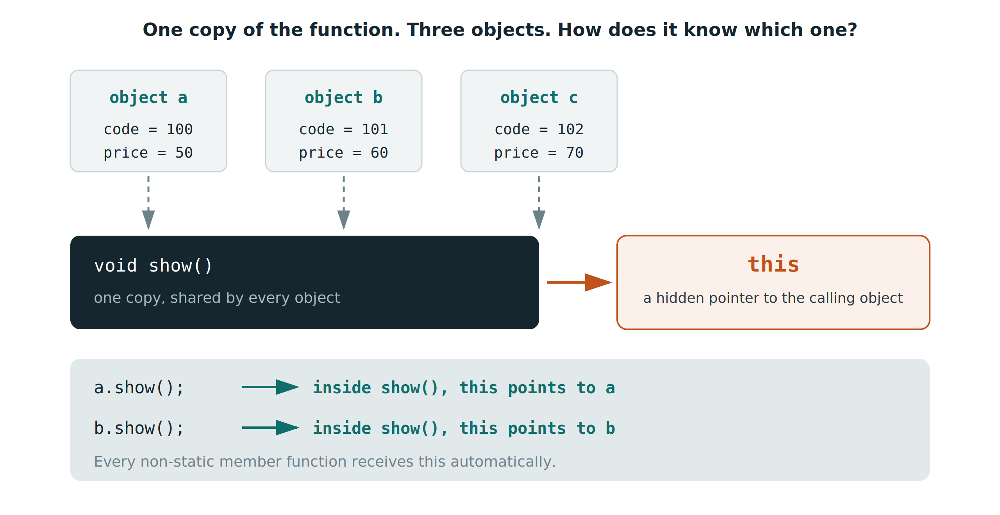 One copy of the function. Three objects. How does it know which one?
object a
code = 100
price = 50
object b
code = 101
price = 60
object c
code = 102
price = 70
void show()
one copy, shared by every object
this
a hidden pointer to the calling object
a.show();
inside show(), this points to a
b.show();
inside show(), this points to b
Every non-static member function receives this automatically.